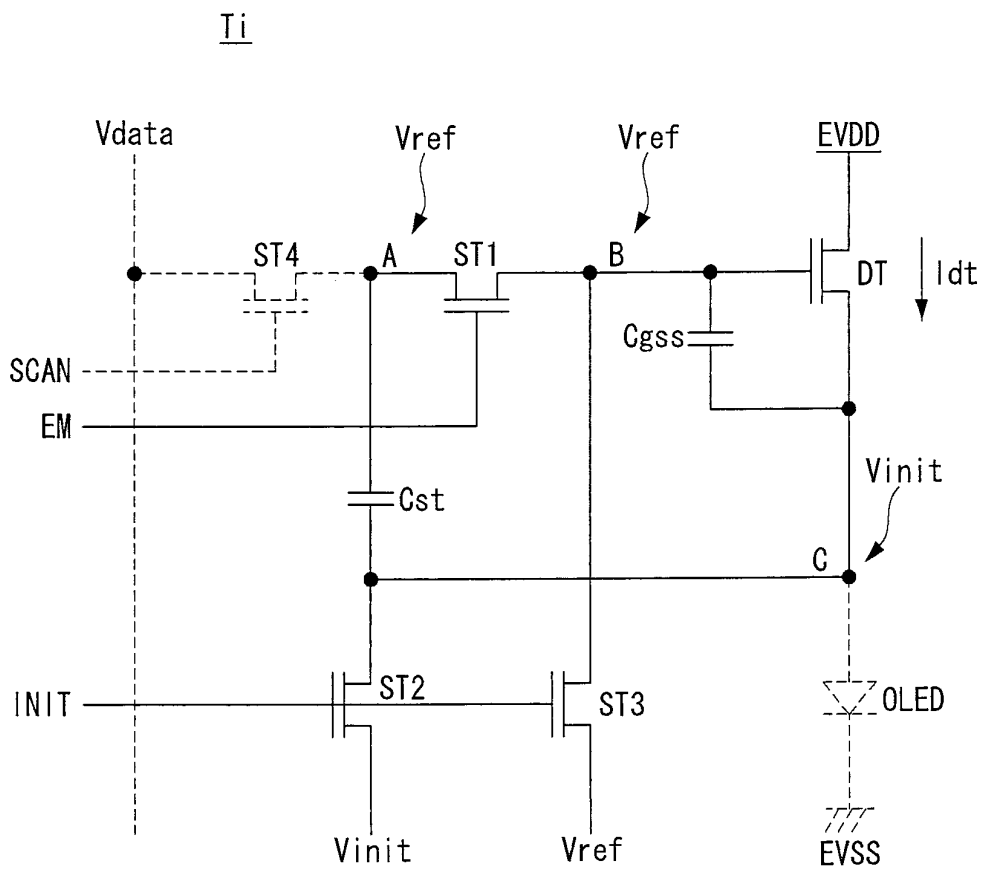 Ti
Vdata
Vref
Vref
EVDD
ST4
A
ST1
B
DT
Idt
Cgss
SCAN
EM
Vinit
Cst
C
INIT
ST2
ST3
OLED
Vinit
Vref
EVSS